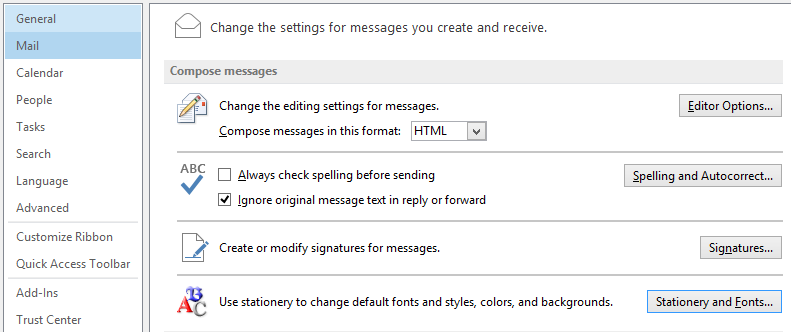 General
Mail
Calendar
People
Tasks
Search
Language
Advanced
Customize Ribbon
Quick Access Toolbar
Add-Ins
Trust Center
Change the settings for messages you create and receive.
Compose messages
Change the editing settings for messages.
Editor Options...
Compose messages in this format: HTML
ABC
Always check spelling before sending
Spelling and Autocorrect...
Ignore original message text in reply or forward
Create or modify signatures for messages.
Signatures...
ABC
Use stationery to change default fonts and styles, colors, and backgrounds.
Stationery and Fonts...